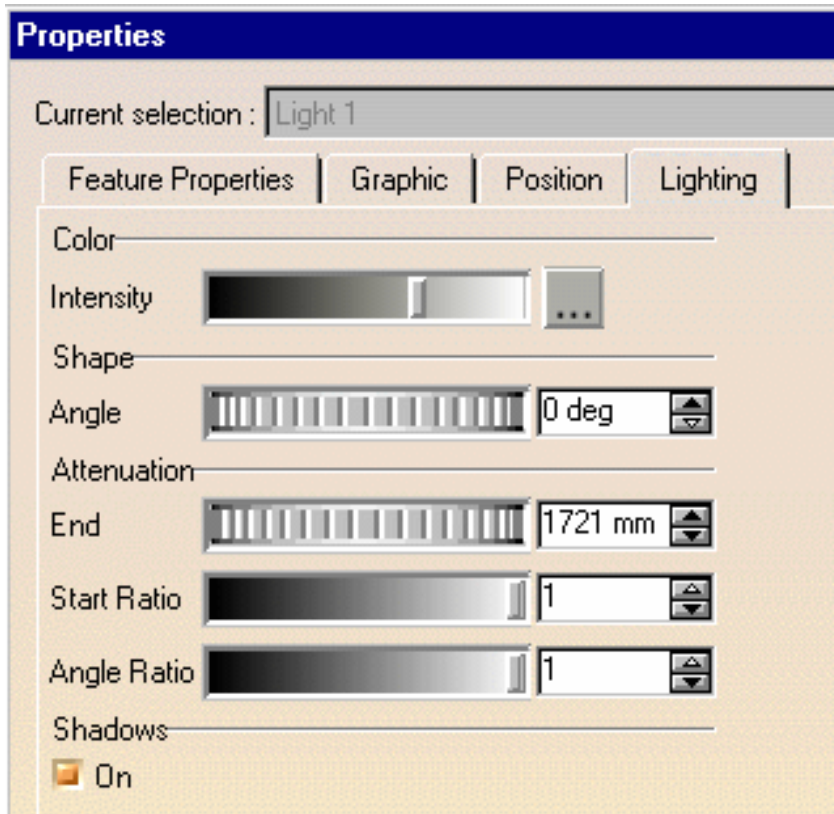 Properties
Current selection : Light 1
Feature Properties Graphic Position Lighting
Color
Intensity ...
Shape
Angle 0 deg
Attenuation
End 1721 mm
Start Ratio 1
Angle Ratio 1
Shadows
On